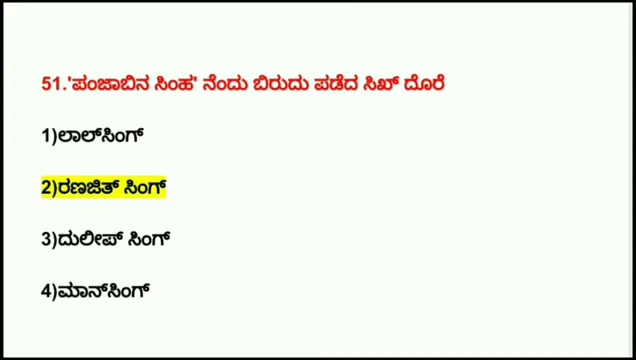 51.'ಪಂಜಾಬಿನ ಸಿಂಹ' ನೆಂದು ಬಿರುದು ಪಡೆದ ಸಿಖ್ ದೊರೆ
1)ಲಾಲ್‌ಸಿಂಗ್
2)ರಣಜಿತ್ ಸಿಂಗ್
3)ದುಲೀಪ್ ಸಿಂಗ್
4)ಮಾನ್‌ಸಿಂಗ್